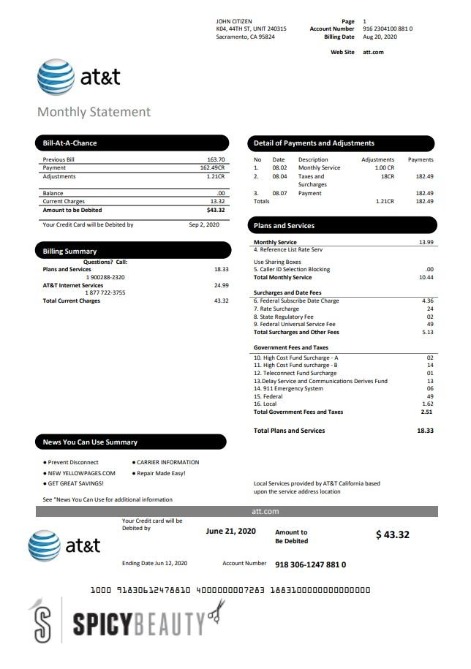 JOHN CITIZEN
K04, 44TH ST, UNIT 240315
Sacramento, CA 95824
Page 1
Account Number 916 2304100 881 0
Billing Date Aug 20, 2020
Web Site att.com
at&t
Monthly Statement
Bill-At-A-Chance
Previous Bill 163.70
Payment 162.49CR
Adjustments 1.21CR
Balance .00
Current Charges 13.32
Amount to be Debited $43.32
Your Credit card will be Debited by Sep 2, 2020
Billing Summary
Questions? Call:
Plans and Services 18.33
1 900288-2320
AT&T Internet Services 24.99
1 877 722-3755
Total Current Charges 43.32
Detail of Payments and Adjustments
No Date Description Adjustments Payments
1. 08.02 Monthly Service 1.00 CR
2. 08.04 Taxes and 18CR 182.49
Surcharges
3. 08.07 Payment 182.49
Totals 1.21CR 182.49
Plans and Services
Monthly Service 13.99
4. Reference List Rate Serv
Use Sharing Boxes
5. Caller ID Selection Blocking .00
Total Monthly Service 10.44
Surcharges and Date Fees
6. Federal Subscribe Date Charge 4.36
7. Rate Surcharge 24
8. State Regulatory Fee 02
9. Federal Universal Service Fee 49
Total Surcharges and Other Fees 5.13
Government Fees and Taxes
10. High Cost Fund Surcharge - A 02
11. High Cost Fund surcharge - B 14
12. Teleconnect Fund Surcharge 01
13.Delay Service and Communications Derives Fund 13
14. 911 Emergency System 06
15. Federal 49
16. Local 1.62
Total Government Fees and Taxes 2.51
Total Plans and Services 18.33
News You Can Use Summary
● Prevent Disconnect ● CARRIER INFORMATION
● NEW YELLOWPAGES.COM ● Repair Made Easy!
● GET GREAT SAVINGS!
See "News You Can Use for additional information
Local Services provided by AT&T California based
upon the service address location
att.com
at&t
Your Credit card will be
Debited by
June 21, 2020
Amount to
Be Debited
$ 43.32
Ending Date Jun 12, 2020
Account Number 918 306-1247 881 0
1000 91830612478810 4000000007283 18831000000000000000
SPICYBEAUTY